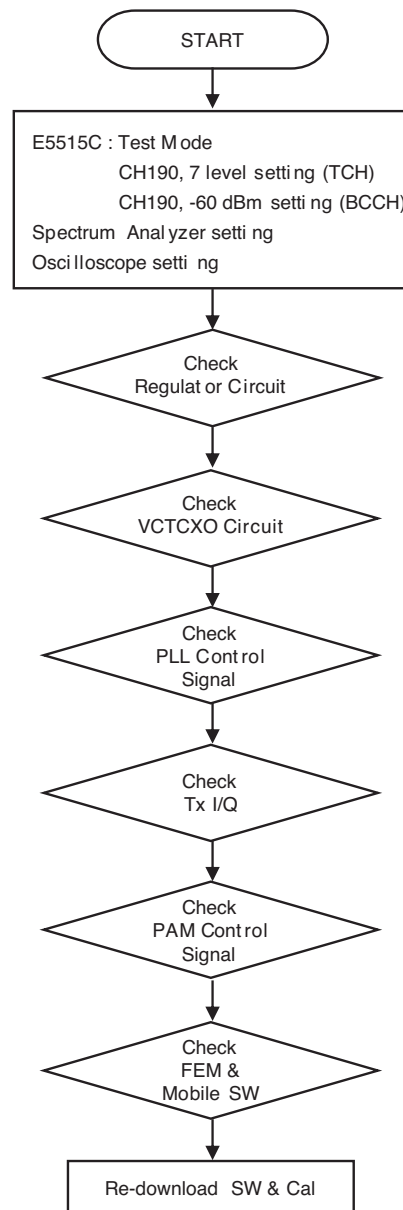 START
E5515C : Test Mode
CH190, 7 level setting (TCH)
CH190, -60 dBm setting (BCCH)
Spectrum Analyzer setting
Oscilloscope setting
Check
Regulator Circuit
Check
VCTCXO Circuit
Check
PLL Control
Signal
Check
Tx I/Q
Check
PAM Control
Signal
Check
FEM &
Mobile SW
Re-download SW & Cal